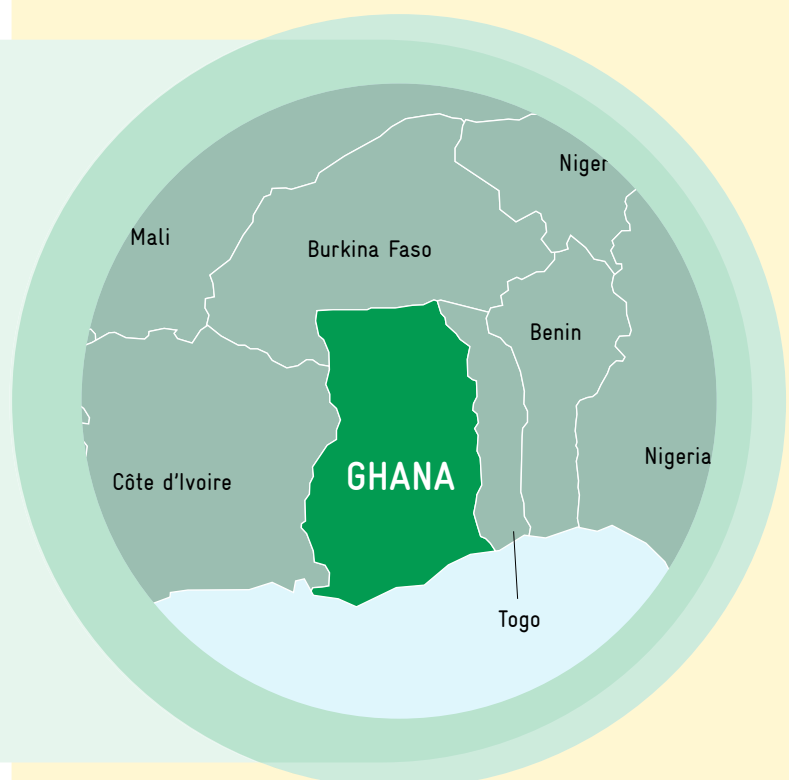 Niger
Mali
Burkina Faso
Benin
Nigeria
GHANA
Côte d'Ivoire
Togo